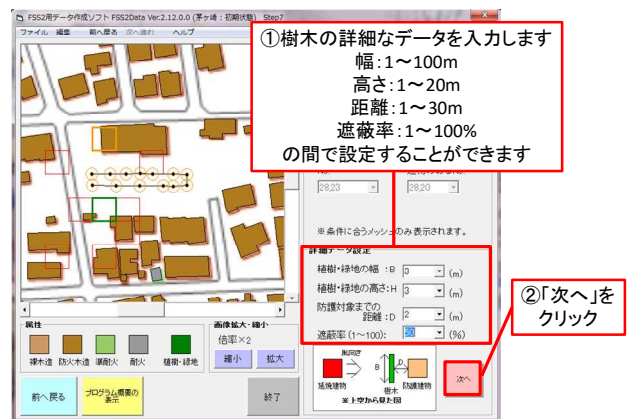 FSS2用データ作成ソフト FSS2Data Ver.2.12.0.0 (茅ヶ崎：初期状態) Step7
ファイル 編集 前へ戻る 次へ進む ヘルプ
①樹木の詳細なデータを入力します
幅：1～100m
高さ：1～20m
距離：1～30m
遮蔽率：1～100%
の間で設定することができます
28,23
28,20
※条件に合うメッシュのみ表示されます。
詳細データ設定
植樹・緑地の幅 ：B 3 (m)
植樹・緑地の高さ：H 3 (m)
防護対象までの
距離：D 2 (m)
遮蔽率(1～100)： 50 (%)
②「次へ」を
クリック
属性
裸木造 防火木造 準耐火 耐火 植樹・緑地
画像拡大・縮小
倍率×2
縮小 拡大
風向き
B D
延焼建物 樹木 防護建物
※上空から見た図
次へ
前へ戻る
プログラム概要の
表示
終了